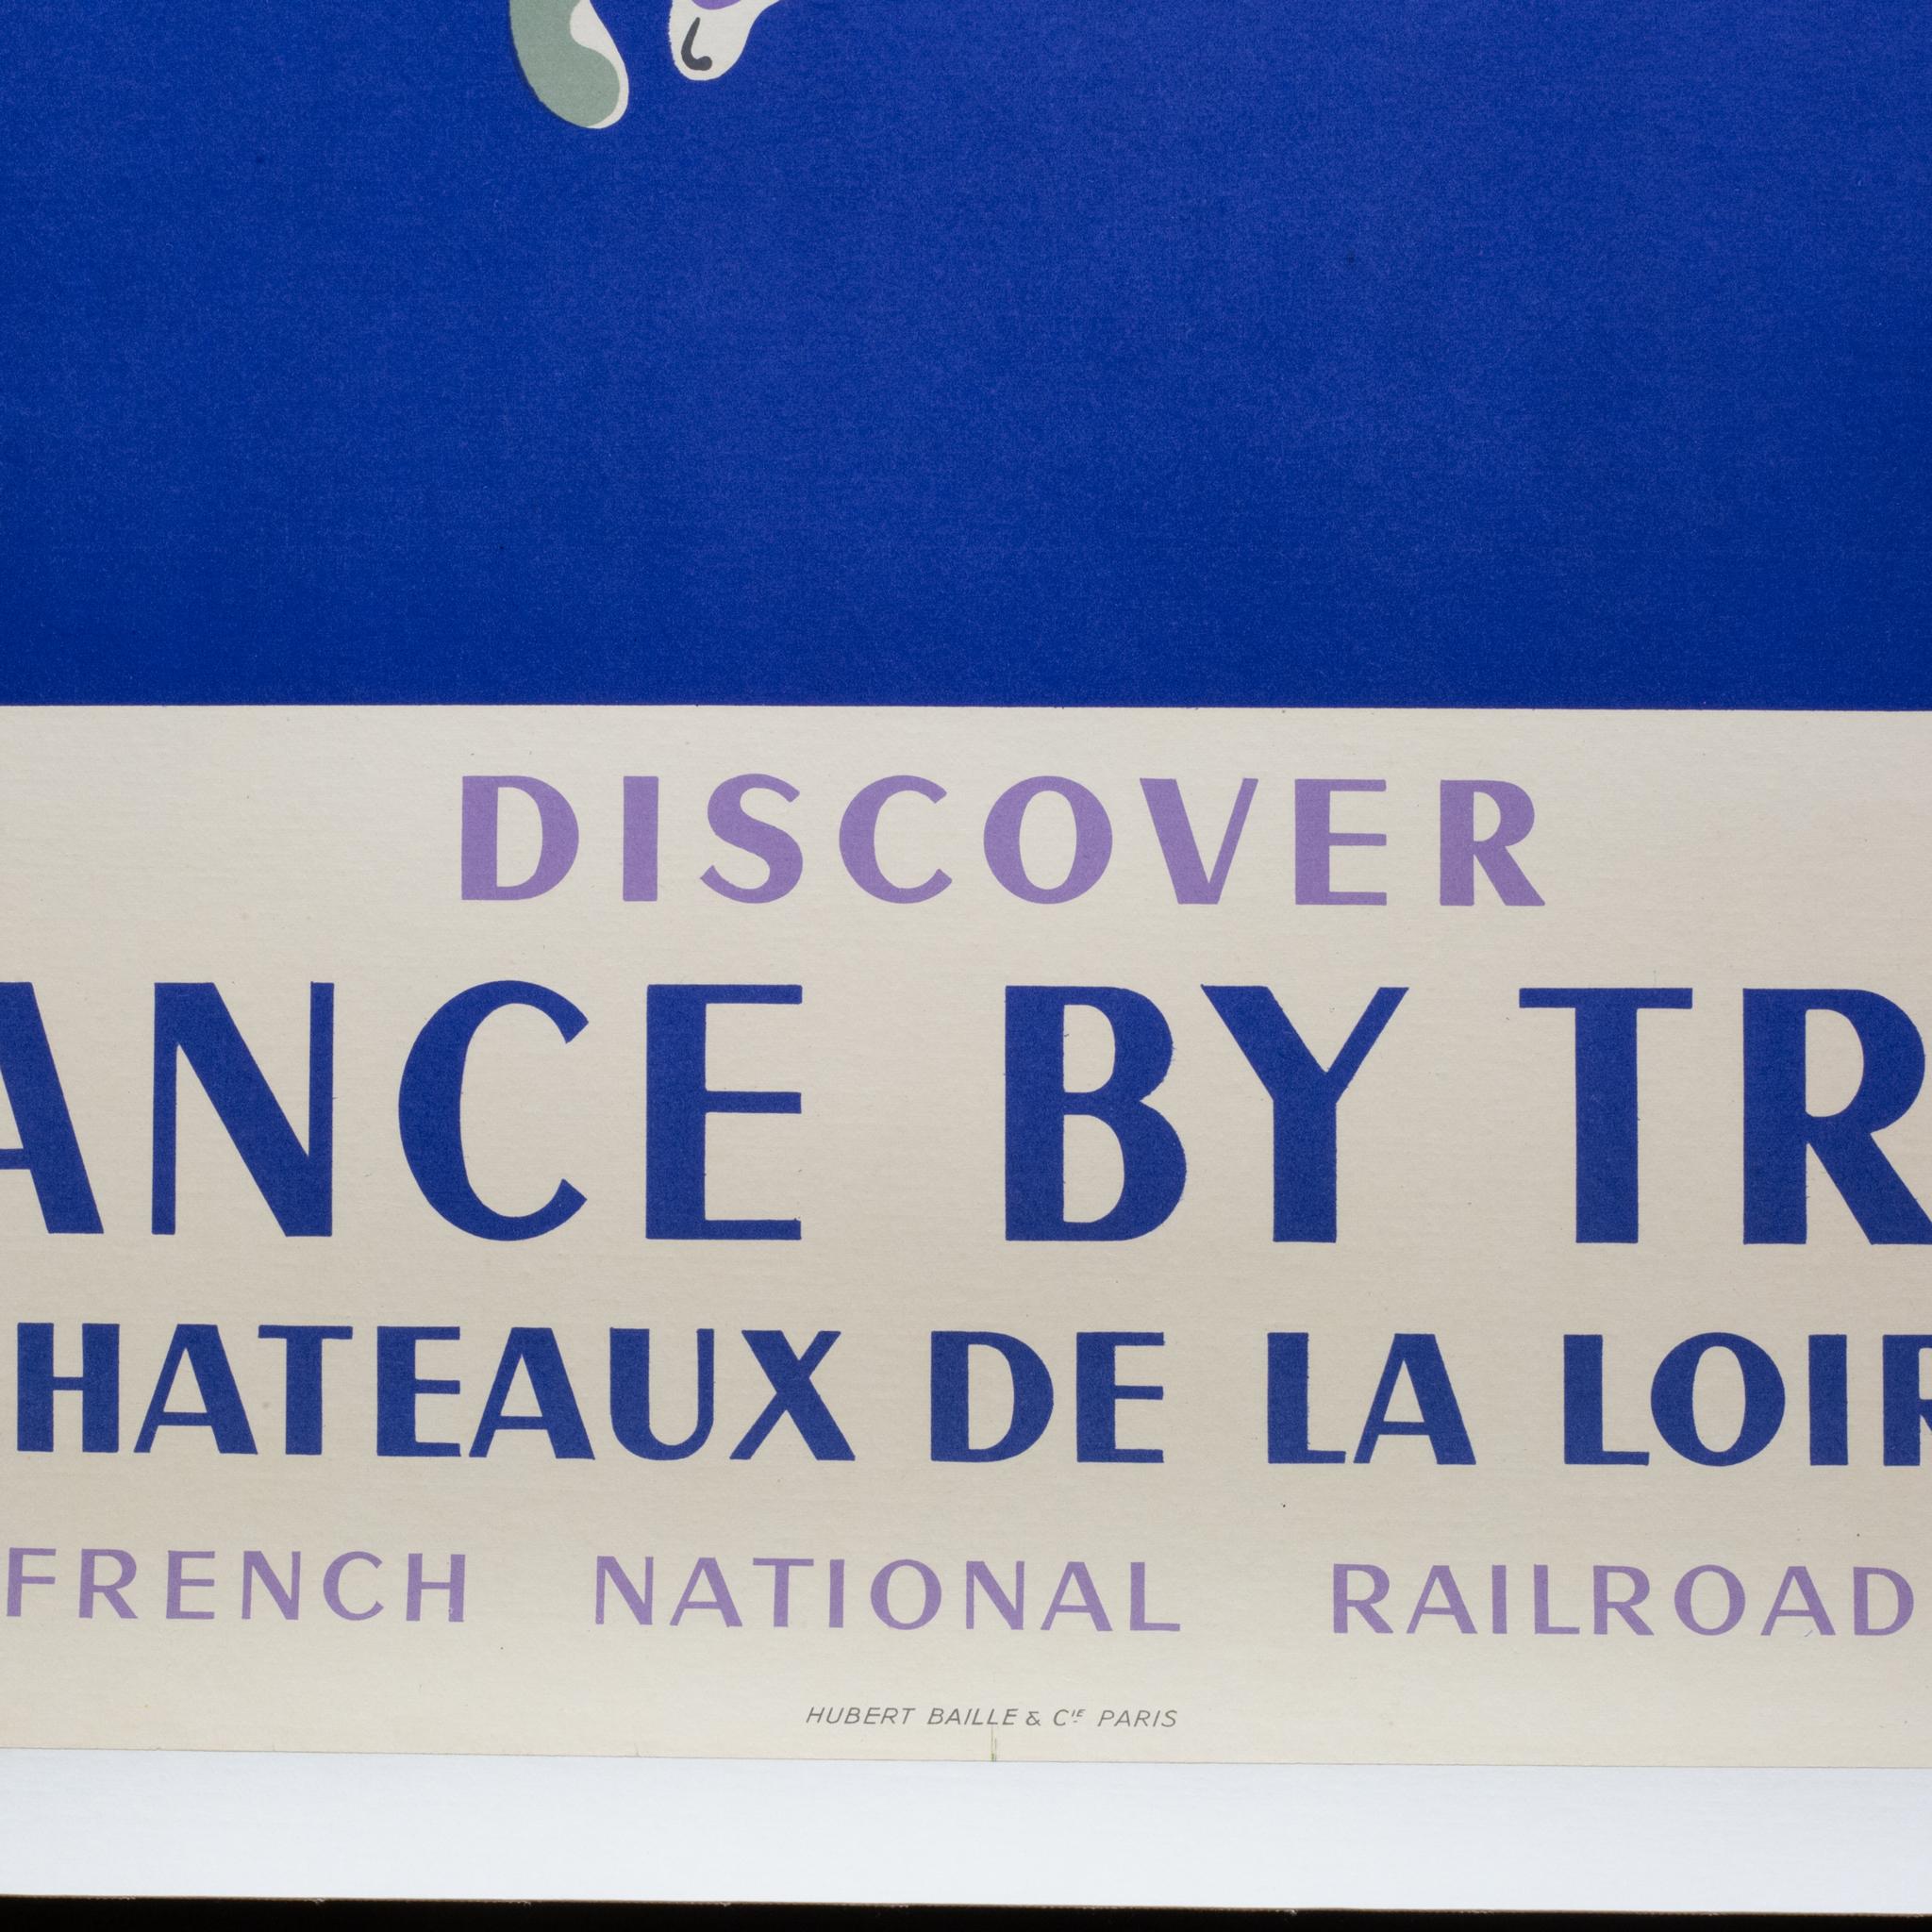 DISCOVER
ANCE BY TR
HATEAUX DE LA LOIR
FRENCH NATIONAL RAILROAD
HUBERT BAILLE & CIE PARIS